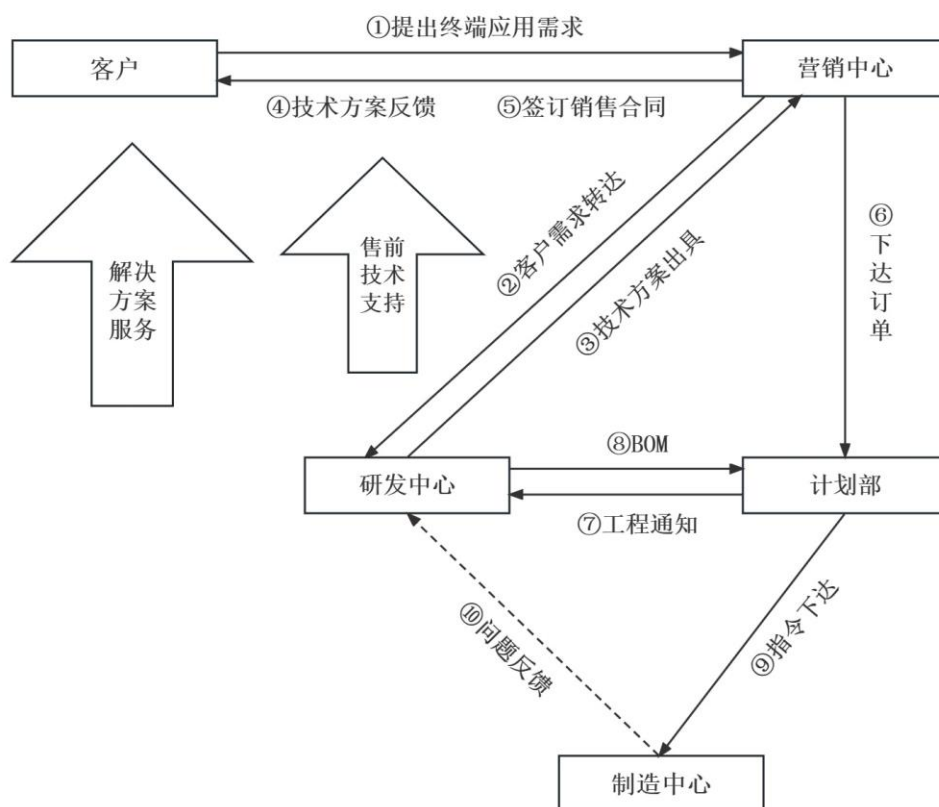 ①提出终端应用需求
客户
营销中心
④技术方案反馈
⑤签订销售合同
②客户需求转达
③技术方案出具
⑥
下
达
订
单
解决
方案
服务
售前
技术
支持
⑧BOM
研发中心
计划部
⑦工程通知
⑩问题反馈
⑨指令下达
制造中心